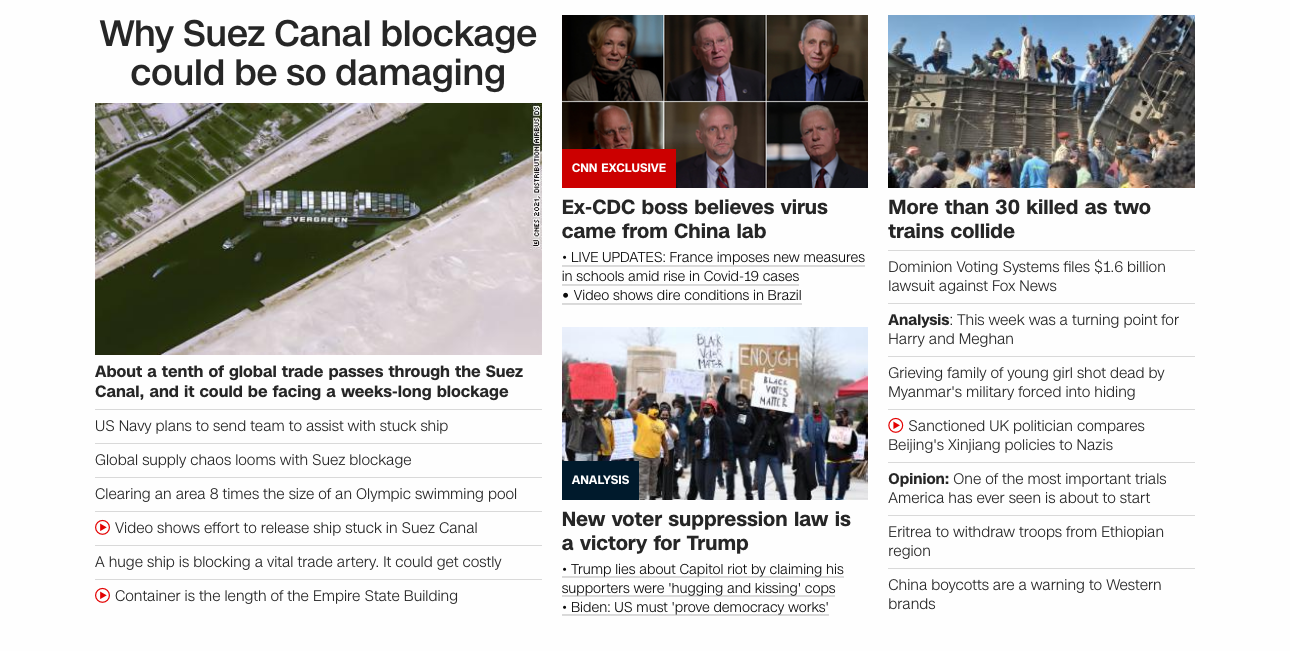 Why Suez Canal blockage
could be so damaging
© CNES 2021, DISTRIBUTION AIRBUS DS
EVERGREEN
About a tenth of global trade passes through the Suez
Canal, and it could be facing a weeks-long blockage
US Navy plans to send team to assist with stuck ship
Global supply chaos looms with Suez blockage
Clearing an area 8 times the size of an Olympic swimming pool
Video shows effort to release ship stuck in Suez Canal
A huge ship is blocking a vital trade artery. It could get costly
Container is the length of the Empire State Building
CNN EXCLUSIVE
Ex-CDC boss believes virus
came from China lab
• LIVE UPDATES: France imposes new measures
in schools amid rise in Covid-19 cases
• Video shows dire conditions in Brazil
BLACK
VOTES
MATTER
ENOUGH
IS
BLACK
VOTES
MATTER
ANALYSIS
New voter suppression law is
a victory for Trump
• Trump lies about Capitol riot by claiming his
supporters were 'hugging and kissing' cops
• Biden: US must 'prove democracy works'
More than 30 killed as two
trains collide
Dominion Voting Systems files $1.6 billion
lawsuit against Fox News
Analysis: This week was a turning point for
Harry and Meghan
Grieving family of young girl shot dead by
Myanmar's military forced into hiding
Sanctioned UK politician compares
Beijing's Xinjiang policies to Nazis
Opinion: One of the most important trials
America has ever seen is about to start
Eritrea to withdraw troops from Ethiopian
region
China boycotts are a warning to Western
brands